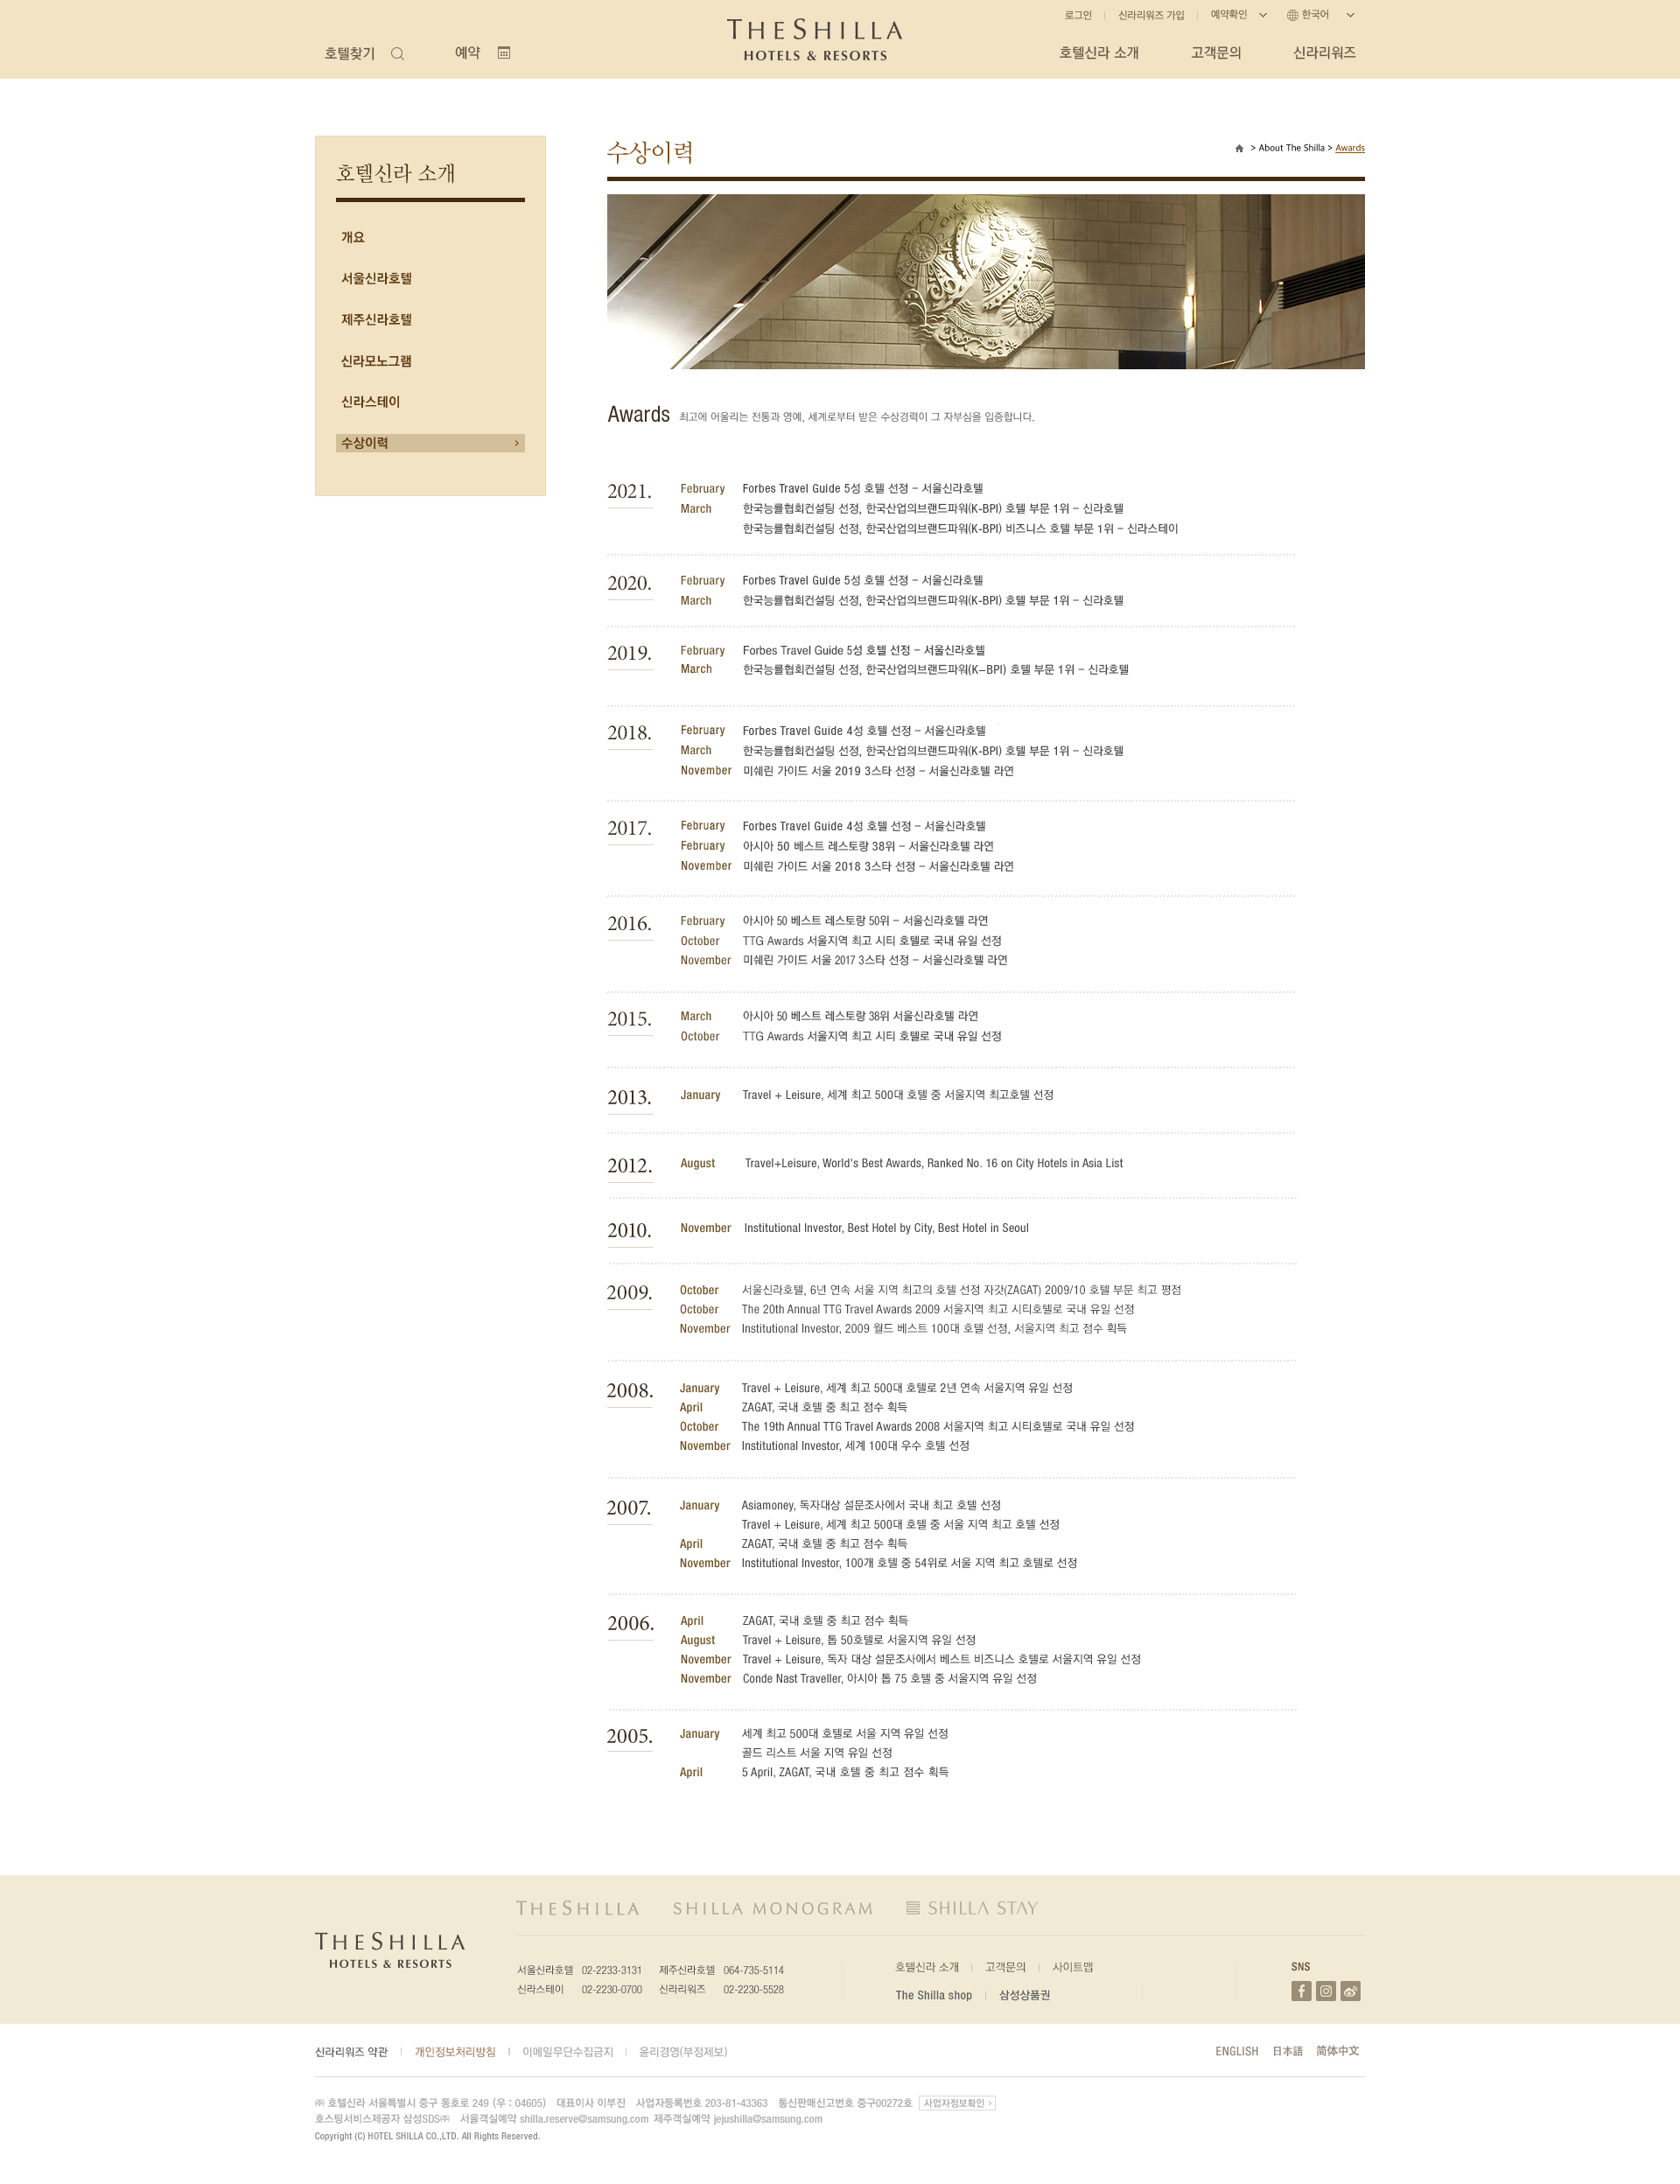 로그인 신라리워즈 가입 예약확인 한국어
호텔찾기 예약 THE SHILLA 호텔신라 소개 고객문의 신라리워즈
HOTELS & RESORTS
호텔신라 소개
개요
서울신라호텔
제주신라호텔
신라모노그램
신라스테이
수상이력 >
수상이력
> About The Shilla > Awards
Awards 최고에 어울리는 전통과 영예, 세계로부터 받은 수상경력이 그 자부심을 입증합니다.
2021. February Forbes Travel Guide 5성 호텔 선정 – 서울신라호텔
March 한국능률협회컨설팅 선정, 한국산업의브랜드파워(K-BPI) 호텔 부문 1위 – 신라호텔
한국능률협회컨설팅 선정, 한국산업의브랜드파워(K-BPI) 비즈니스 호텔 부문 1위 – 신라스테이
2020. February Forbes Travel Guide 5성 호텔 선정 – 서울신라호텔
March 한국능률협회컨설팅 선정, 한국산업의브랜드파워(K-BPI) 호텔 부문 1위 – 신라호텔
2019. February Forbes Travel Guide 5성 호텔 선정 – 서울신라호텔
March 한국능률협회컨설팅 선정, 한국산업의브랜드파워(K–BPI) 호텔 부문 1위 – 신라호텔
2018. February Forbes Travel Guide 4성 호텔 선정 – 서울신라호텔
March 한국능률협회컨설팅 선정, 한국산업의브랜드파워(K-BPI) 호텔 부문 1위 – 신라호텔
November 미쉐린 가이드 서울 2019 3스타 선정 – 서울신라호텔 라연
2017. February Forbes Travel Guide 4성 호텔 선정 – 서울신라호텔
February 아시아 50 베스트 레스토랑 38위 – 서울신라호텔 라연
November 미쉐린 가이드 서울 2018 3스타 선정 – 서울신라호텔 라연
2016. February 아시아 50 베스트 레스토랑 50위 – 서울신라호텔 라연
October TTG Awards 서울지역 최고 시티 호텔로 국내 유일 선정
November 미쉐린 가이드 서울 2017 3스타 선정 – 서울신라호텔 라연
2015. March 아시아 50 베스트 레스토랑 38위 서울신라호텔 라연
October TTG Awards 서울지역 최고 시티 호텔로 국내 유일 선정
2013. January Travel + Leisure, 세계 최고 500대 호텔 중 서울지역 최고호텔 선정
2012. August Travel+Leisure, World's Best Awards, Ranked No. 16 on City Hotels in Asia List
2010. November Institutional Investor, Best Hotel by City, Best Hotel in Seoul
2009. October 서울신라호텔, 6년 연속 서울 지역 최고의 호텔 선정 자갓(ZAGAT) 2009/10 호텔 부문 최고 평점
October The 20th Annual TTG Travel Awards 2009 서울지역 최고 시티호텔로 국내 유일 선정
November Institutional Investor, 2009 월드 베스트 100대 호텔 선정, 서울지역 최고 점수 획득
2008. January Travel + Leisure, 세계 최고 500대 호텔로 2년 연속 서울지역 유일 선정
April ZAGAT, 국내 호텔 중 최고 점수 획득
October The 19th Annual TTG Travel Awards 2008 서울지역 최고 시티호텔로 국내 유일 선정
November Institutional Investor, 세계 100대 우수 호텔 선정
2007. January Asiamoney, 독자대상 설문조사에서 국내 최고 호텔 선정
Travel + Leisure, 세계 최고 500대 호텔 중 서울 지역 최고 호텔 선정
April ZAGAT, 국내 호텔 중 최고 점수 획득
November Institutional Investor, 100개 호텔 중 54위로 서울 지역 최고 호텔로 선정
2006. April ZAGAT, 국내 호텔 중 최고 점수 획득
August Travel + Leisure, 톱 50호텔로 서울지역 유일 선정
November Travel + Leisure, 독자 대상 설문조사에서 베스트 비즈니스 호텔로 서울지역 유일 선정
November Conde Nast Traveller, 아시아 톱 75 호텔 중 서울지역 유일 선정
2005. January 세계 최고 500대 호텔로 서울 지역 유일 선정
골드 리스트 서울 지역 유일 선정
April 5 April, ZAGAT, 국내 호텔 중 최고 점수 획득
THE SHILLA SHILLA MONOGRAM SHILLA STAY
THE SHILLA
HOTELS & RESORTS
서울신라호텔 02-2233-3131 제주신라호텔 064-735-5114
신라스테이 02-2230-0700 신라리워즈 02-2230-5528
호텔신라 소개 고객문의 사이트맵
The Shilla shop 삼성상품권
SNS
신라리워즈 약관 개인정보처리방침 이메일무단수집금지 윤리경영(부정제보) ENGLISH 日本語 简体中文
㈜ 호텔신라 서울특별시 중구 동호로 249 (우 : 04605) 대표이사 이부진 사업자등록번호 203-81-43363 통신판매신고번호 중구00272호 사업자정보확인 >
호스팅서비스제공자 삼성SDS㈜ 서울객실예약 shilla.reserve@samsung.com 제주객실예약 jejushilla@samsung.com
Copyright (C) HOTEL SHILLA CO.,LTD. All Rights Reserved.